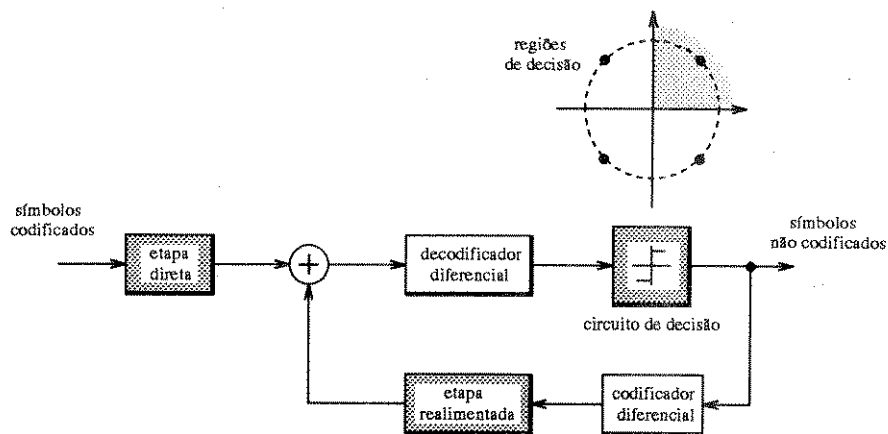 regiões
de decisão
símbolos
codificados
etapa
direta
+
decodificador
diferencial
circuito de decisão
símbolos
não codificados
etapa
realimentada
codificador
diferencial